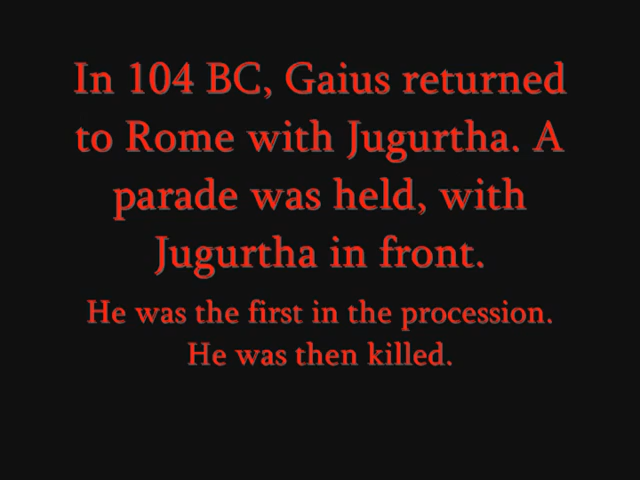 In 104 BC, Gaius returned
to Rome with Jugurtha. A
parade was held, with
Jugurtha in front.
He was the first in the procession.
He was then killed.